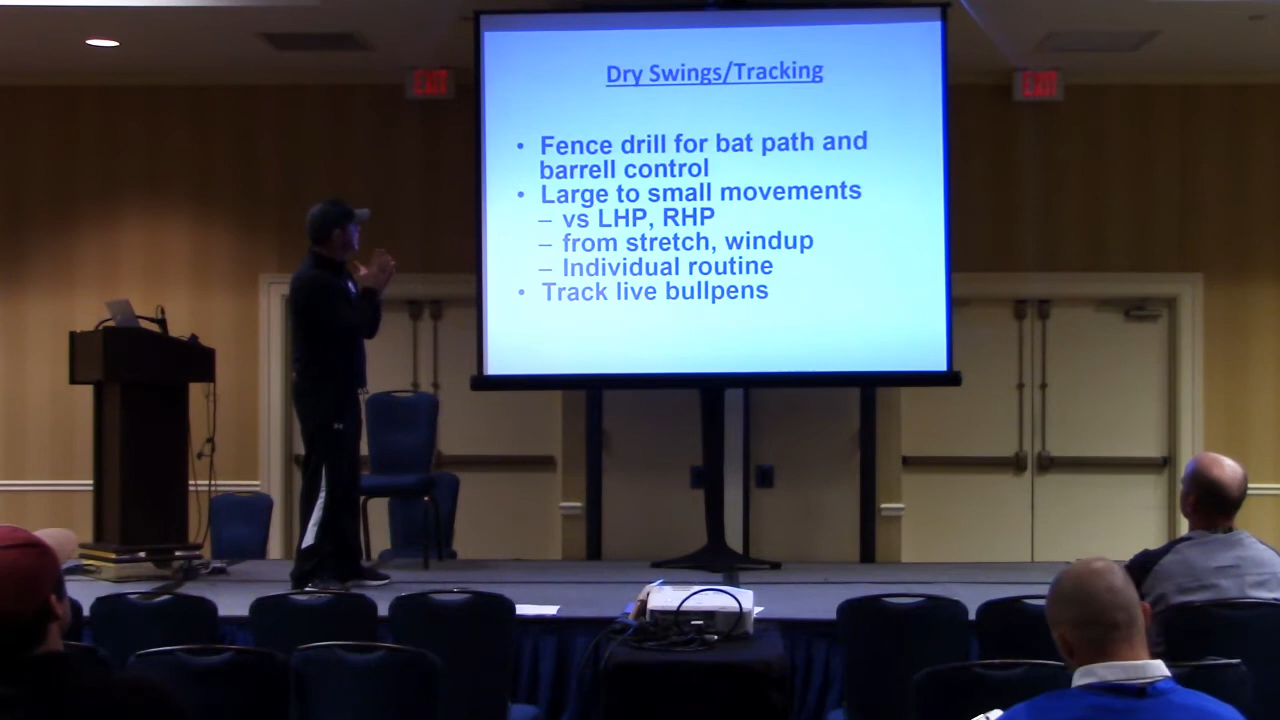 EXIT
EXIT
Dry Swings/Tracking
• Fence drill for bat path and
barrell control
• Large to small movements
– vs LHP, RHP
– from stretch, windup
– Individual routine
• Track live bullpens